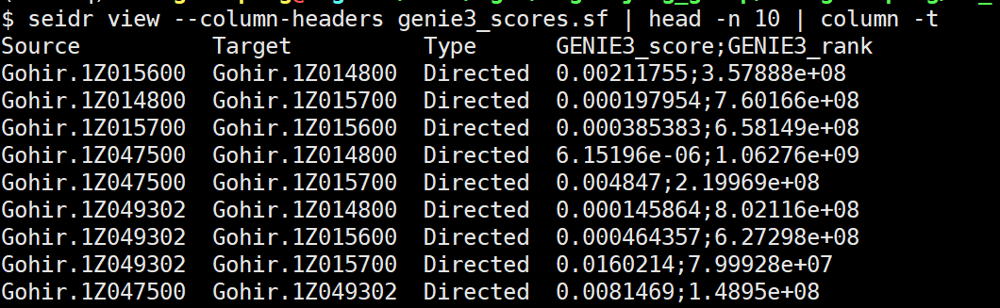 $ seidr view --column-headers genie3_scores.sf | head -n 10 | column -t
Source Target Type GENIE3_score;GENIE3_rank
Gohir.1Z015600 Gohir.1Z014800 Directed 0.00211755;3.57888e+08
Gohir.1Z014800 Gohir.1Z015700 Directed 0.000197954;7.60166e+08
Gohir.1Z015700 Gohir.1Z015600 Directed 0.000385383;6.58149e+08
Gohir.1Z047500 Gohir.1Z014800 Directed 6.15196e-06;1.06276e+09
Gohir.1Z047500 Gohir.1Z015700 Directed 0.004847;2.19969e+08
Gohir.1Z049302 Gohir.1Z014800 Directed 0.000145864;8.02116e+08
Gohir.1Z049302 Gohir.1Z015600 Directed 0.000464357;6.27298e+08
Gohir.1Z049302 Gohir.1Z015700 Directed 0.0160214;7.99928e+07
Gohir.1Z047500 Gohir.1Z049302 Directed 0.0081469;1.4895e+08